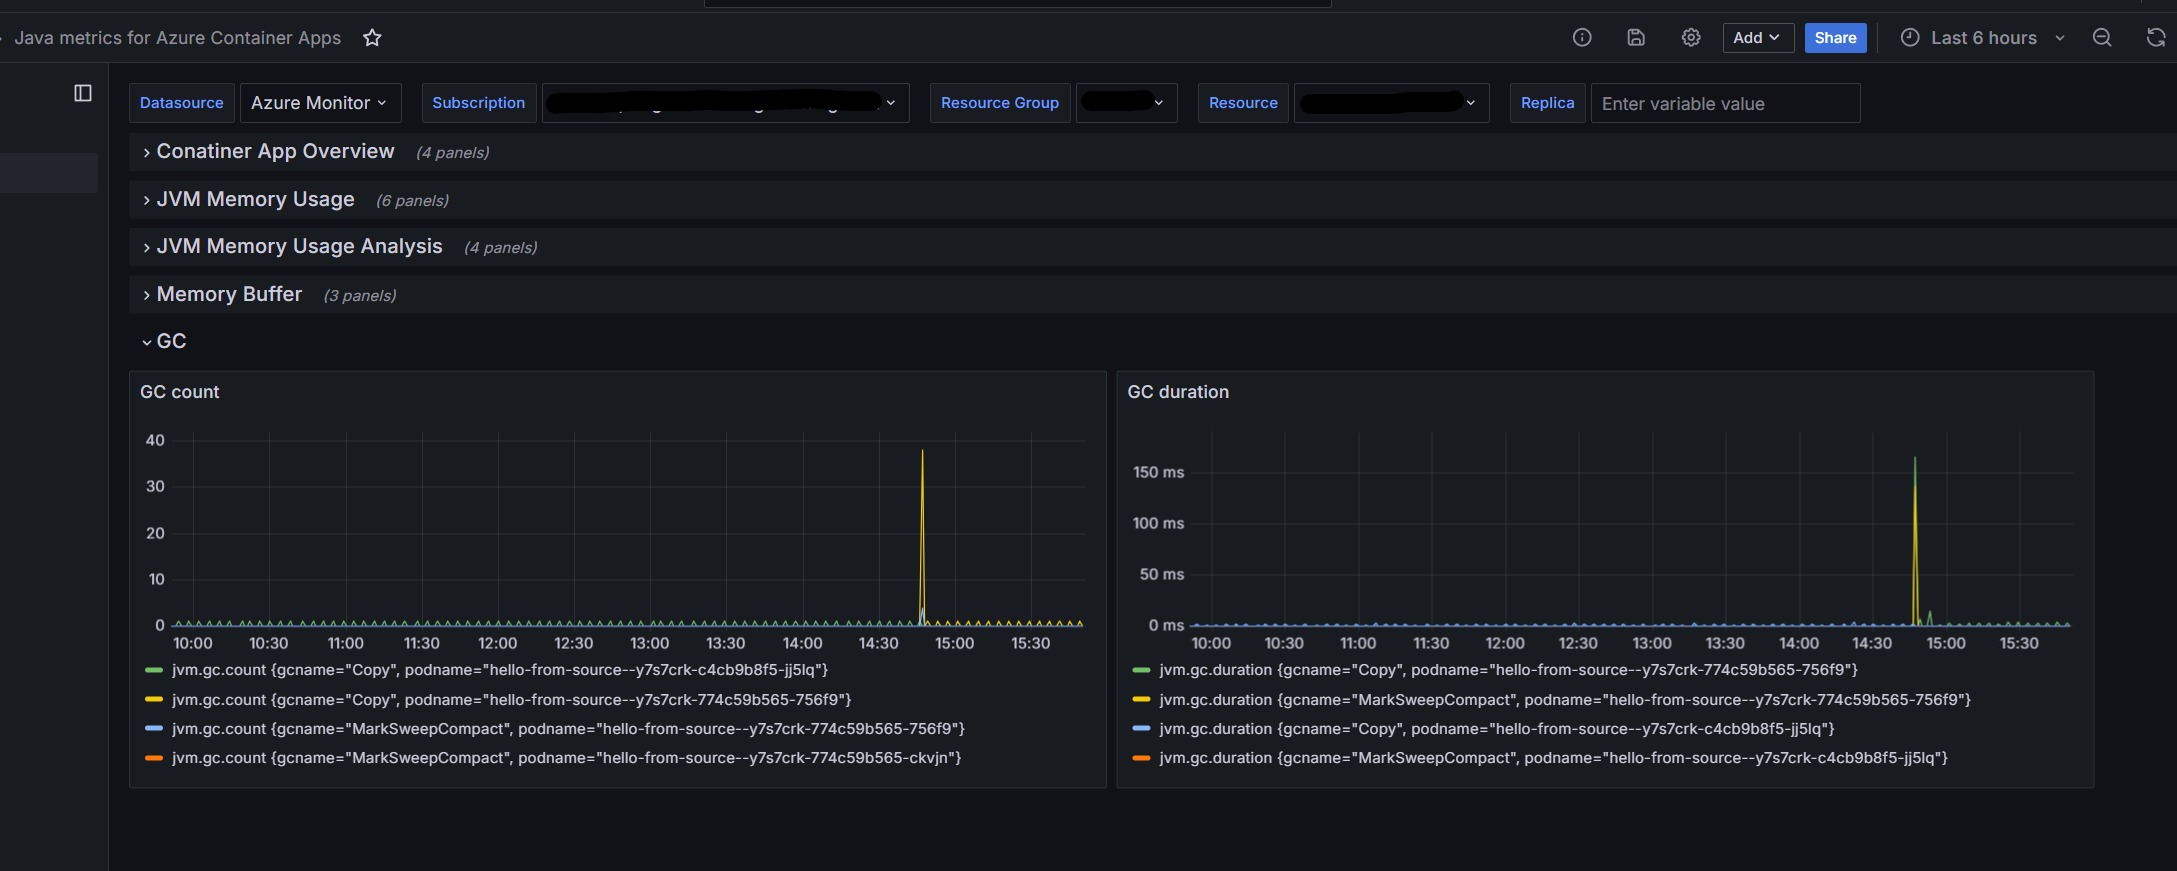 Java metrics for Azure Container Apps
Add
Share
Last 6 hours
Datasource
Azure Monitor
Subscription
Resource Group
Resource
Replica
Enter variable value
Conatiner App Overview (4 panels)
JVM Memory Usage (6 panels)
JVM Memory Usage Analysis (4 panels)
Memory Buffer (3 panels)
GC
GC count
40
30
20
10
0
10:00 10:30 11:00 11:30 12:00 12:30 13:00 13:30 14:00 14:30 15:00 15:30
jvm.gc.count {gcname="Copy", podname="hello-from-source--y7s7crk-c4cb9b8f5-jj5lq"}
jvm.gc.count {gcname="Copy", podname="hello-from-source--y7s7crk-774c59b565-756f9"}
jvm.gc.count {gcname="MarkSweepCompact", podname="hello-from-source--y7s7crk-774c59b565-756f9"}
jvm.gc.count {gcname="MarkSweepCompact", podname="hello-from-source--y7s7crk-774c59b565-ckvjn"}
GC duration
150 ms
100 ms
50 ms
0 ms
10:00 10:30 11:00 11:30 12:00 12:30 13:00 13:30 14:00 14:30 15:00 15:30
jvm.gc.duration {gcname="Copy", podname="hello-from-source--y7s7crk-774c59b565-756f9"}
jvm.gc.duration {gcname="MarkSweepCompact", podname="hello-from-source--y7s7crk-774c59b565-756f9"}
jvm.gc.duration {gcname="Copy", podname="hello-from-source--y7s7crk-c4cb9b8f5-jj5lq"}
jvm.gc.duration {gcname="MarkSweepCompact", podname="hello-from-source--y7s7crk-c4cb9b8f5-jj5lq"}